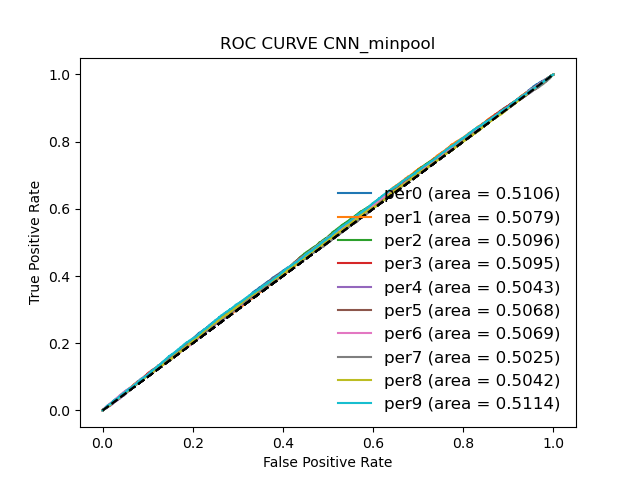 ROC CURVE CNN_minpool
True Positive Rate
1.0
0.8
0.6
0.4
0.2
0.0
per0 (area = 0.5106)
per1 (area = 0.5079)
per2 (area = 0.5096)
per3 (area = 0.5095)
per4 (area = 0.5043)
per5 (area = 0.5068)
per6 (area = 0.5069)
per7 (area = 0.5025)
per8 (area = 0.5042)
per9 (area = 0.5114)
0.0 0.2 0.4 0.6 0.8 1.0
False Positive Rate